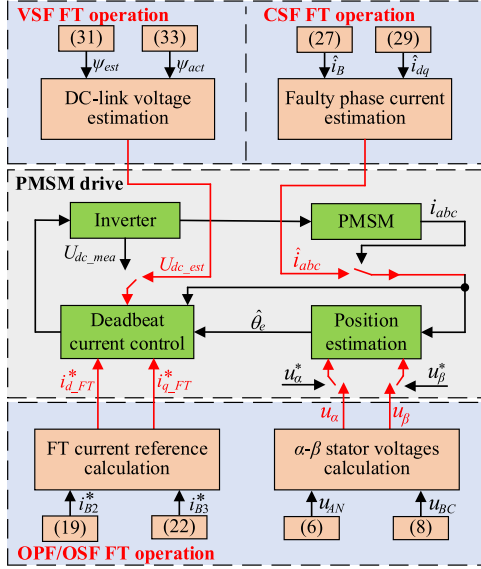 VSF FT operation
CSF FT operation
(31)
(33)
(27)
(29)
ψest
ψact
îB
îdq
DC-link voltage
estimation
Faulty phase current
estimation
PMSM drive
Inverter
PMSM
iabc
Udc_mea
Udc_est
îabc
Deadbeat
current control
θ̂e
Position
estimation
i*d_FT
i*q_FT
u*α
u*β
uα
uβ
FT current reference
calculation
α-β stator voltages
calculation
i*B2
i*B3
uAN
uBC
(19)
(22)
(6)
(8)
OPF/OSF FT operation